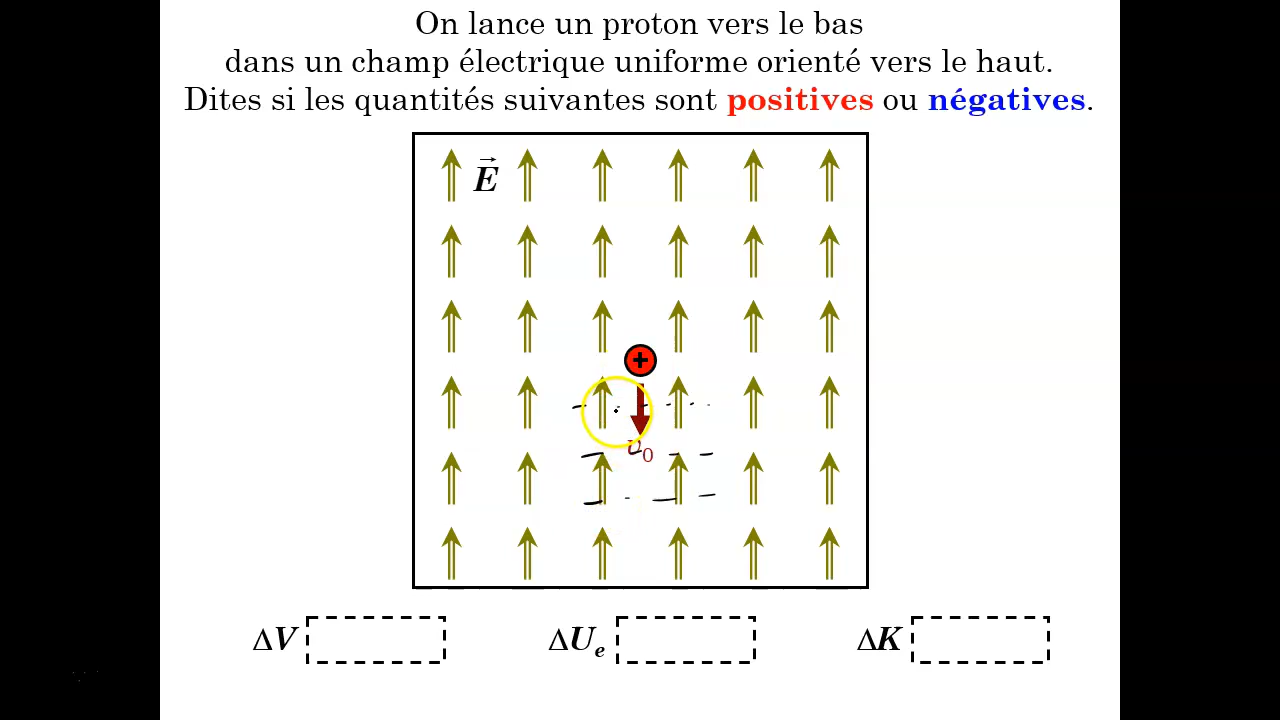 On lance un proton vers le bas
dans un champ électrique uniforme orienté vers le haut.
Dites si les quantités suivantes sont positives ou négatives.
E⃗
+
v₀
ΔV
ΔUₑ
ΔK